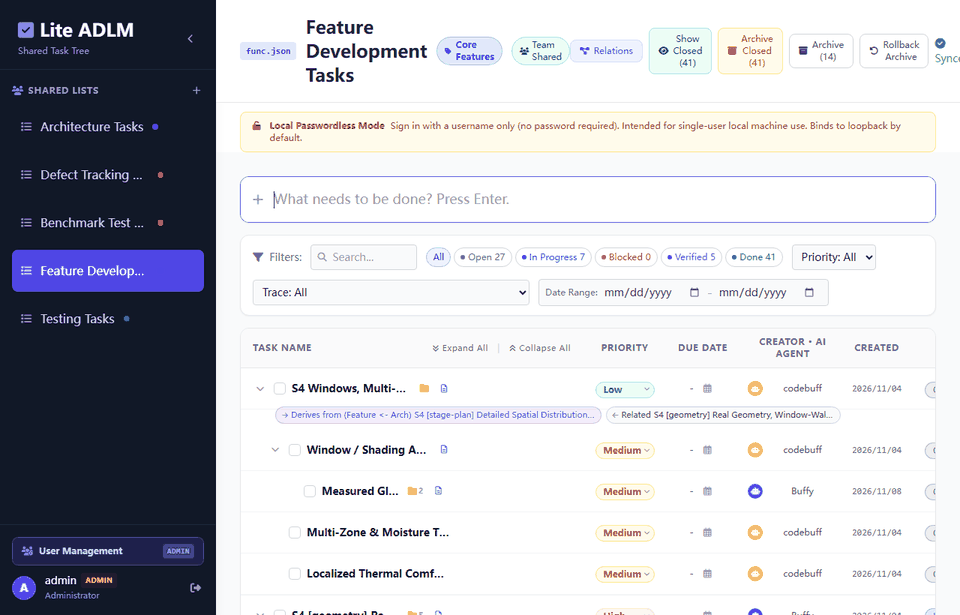 Lite ADLM
Shared Task Tree
SHARED LISTS
Architecture Tasks
Defect Tracking ...
Benchmark Test ...
Feature Develop...
Testing Tasks
User Management ADMIN
A
admin ADMIN
Administrator
func.json
Feature
Development
Tasks
Core
Features
Team
Shared
Relations
Show
Closed
(41)
Archive
Closed
(41)
Archive
(14)
Rollback
Archive
Local Passwordless Mode Sign in with a username only (no password required). Intended for single-user local machine use. Binds to loopback by
default.
What needs to be done? Press Enter.
Filters: Search... All Open 27 In Progress 7 Blocked 0 Verified 5 Done 41 Priority: All
Trace: All Date Range: mm/dd/yyyy - mm/dd/yyyy
TASK NAME Expand All | Collapse All PRIORITY DUE DATE CREATOR • AI AGENT CREATED
S4 Windows, Multi-... Low - codebuff 2026/11/04
→ Derives from (Feature <- Arch) S4 [stage-plan] Detailed Spatial Distribution... ← Related S4 [geometry] Real Geometry, Window-Wal...
Window / Shading A... Medium - codebuff 2026/11/04
Measured Gl... 2 Medium - Buffy 2026/11/08
Multi-Zone & Moisture T... Medium - codebuff 2026/11/04
Localized Thermal Comf... Medium - codebuff 2026/11/04